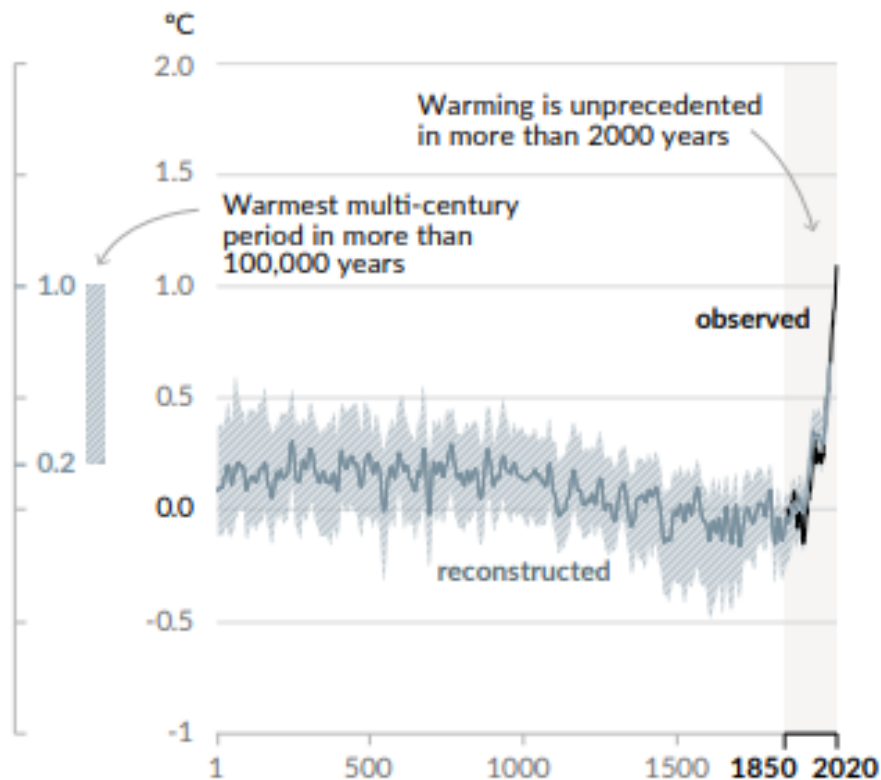 °C
2.0
Warming is unprecedented
in more than 2000 years
1.5
Warmest multi-century
period in more than
100,000 years
1.0
1.0
observed
0.5
0.2
0.0
reconstructed
-0.5
-1
1 500 1000 1500 1850 2020